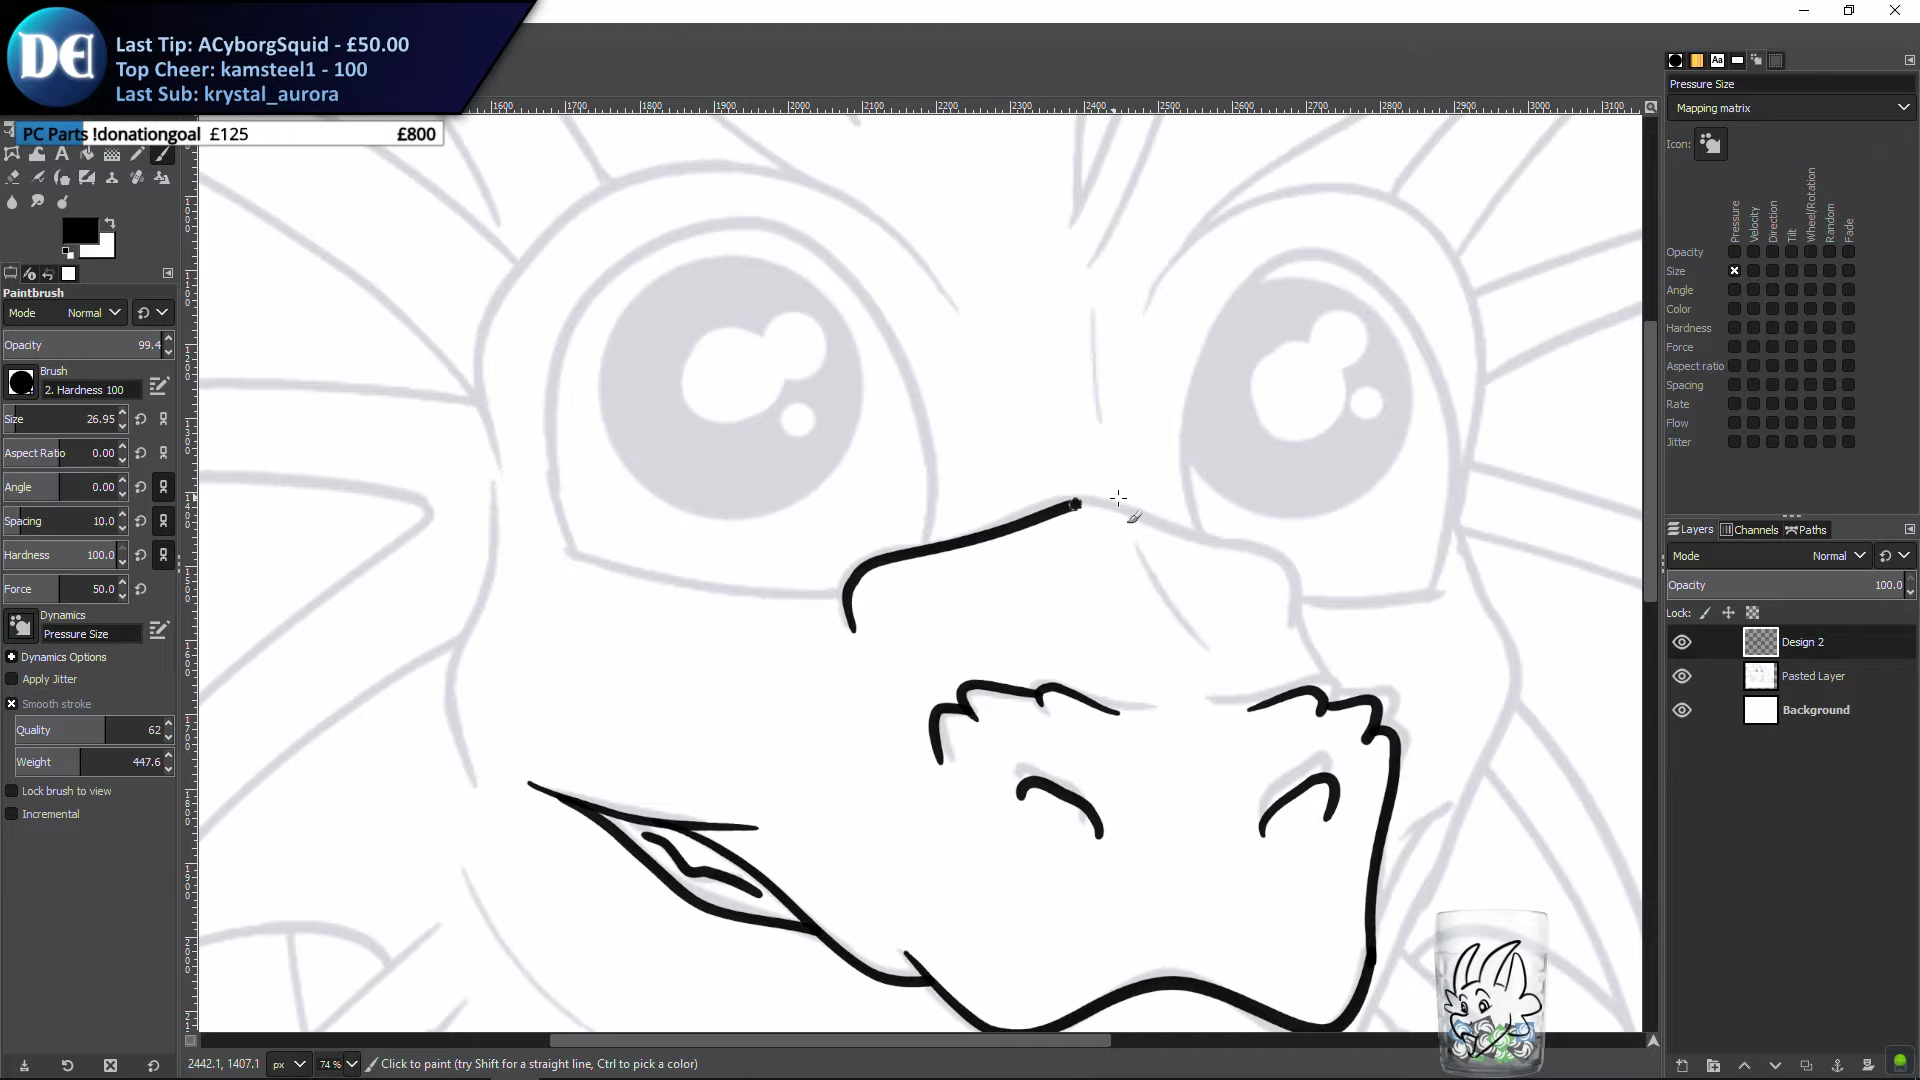 DE
Last Tip: ACyborgSquid - £50.00
Top Cheer: kamsteel1 - 100
Last Sub: krystal_aurora
PC Parts !donationgoal £125 £800
1600 1700 1800 1900 2000 2100 2200 2300 2400 2500 2600 2700 2800 2900 3000 3100
Paintbrush
Mode Normal
Opacity 99.4
Brush
2. Hardness 100
Size 26.95
Aspect Ratio 0.00
Angle 0.00
Spacing 10.0
Hardness 100.0
Force 50.0
Dynamics
Pressure Size
Dynamics Options
Apply Jitter
Smooth stroke
Quality 62
Weight 447.6
Lock brush to view
Incremental
2442.1, 1407.1 px 74 % Click to paint (try Shift for a straight line, Ctrl to pick a color)
Aa
Pressure Size
Mapping matrix
Icon:
Pressure Velocity Direction Tilt Wheel/Rotation Random Fade
Opacity
Size
Angle
Color
Hardness
Force
Aspect ratio
Spacing
Rate
Flow
Jitter
Layers Channels Paths
Mode Normal
Opacity 100.0
Lock:
Design 2
Pasted Layer
Background